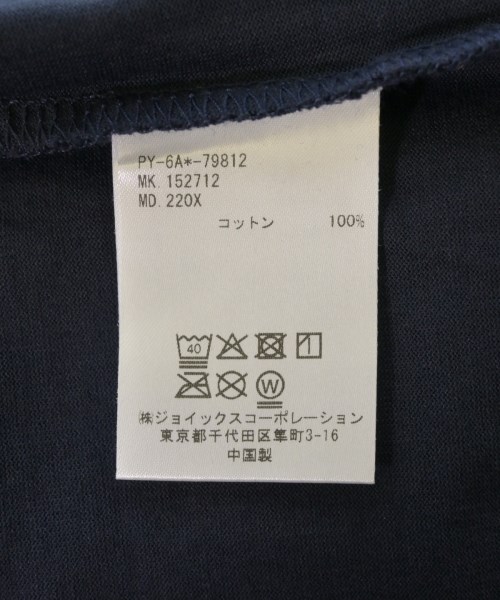 PY-6A*-79812
MK. 152712
MD. 220X
コットン 100%
40
W
㈱ジョイックスコーポレーション
東京都千代田区隼町3-16
中国製